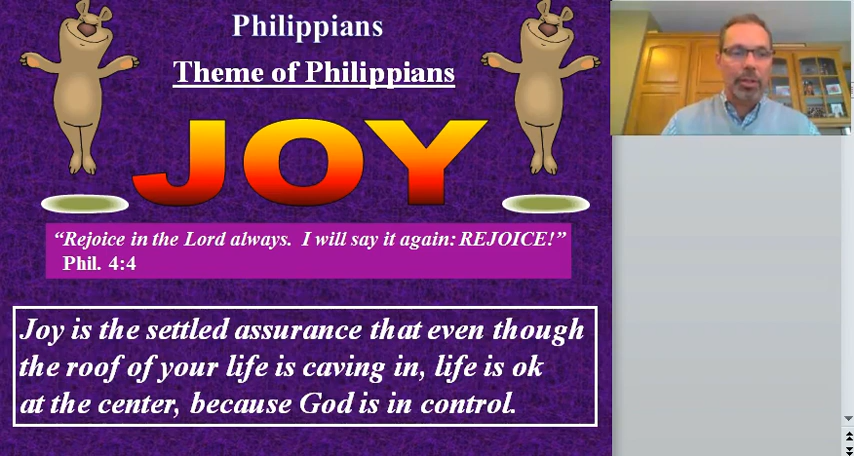 Philippians
Theme of Philippians
JOY
“Rejoice in the Lord always.  I will say it again: REJOICE!”
Phil.  4:4
Joy is the settled assurance that even though
the roof of your life is caving in, life is ok
at the center, because God is in control.